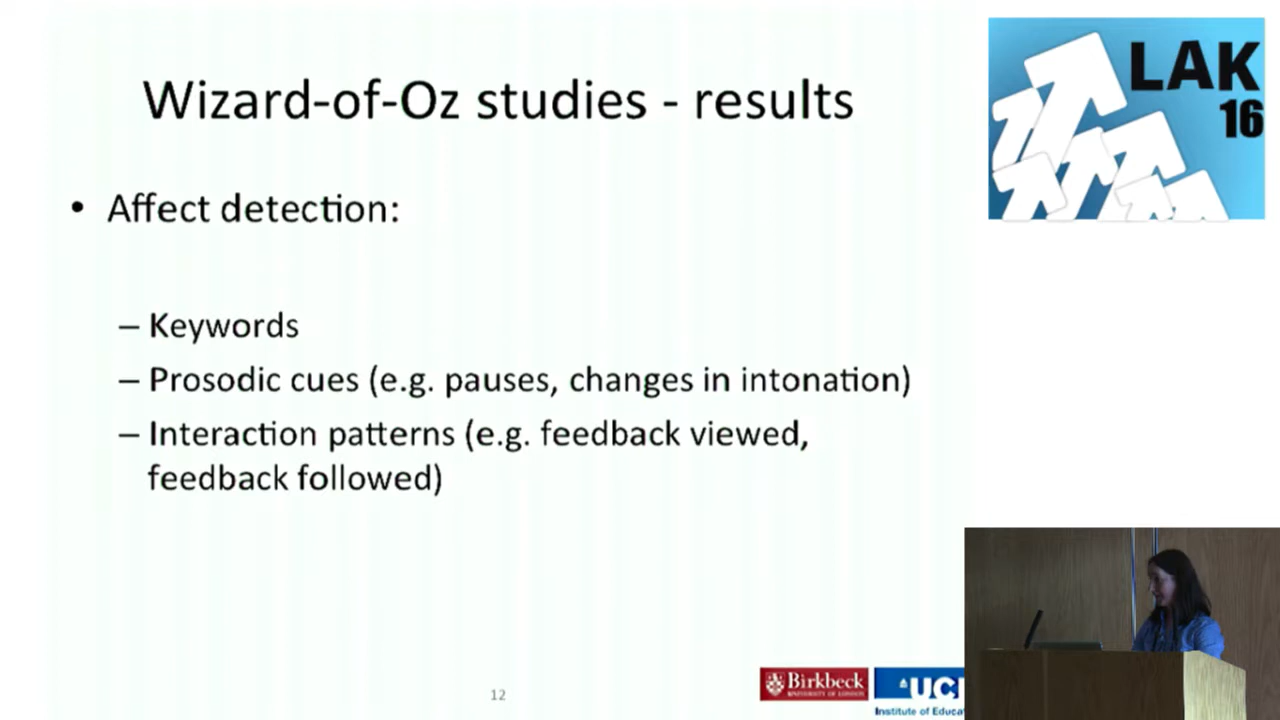 Wizard-of-Oz studies - results
LAK
16
• Affect detection:
– Keywords
– Prosodic cues (e.g. pauses, changes in intonation)
– Interaction patterns (e.g. feedback viewed,
feedback followed)
12
Birkbeck
UNIVERSITY OF LONDON
UCL
Institute of Educa